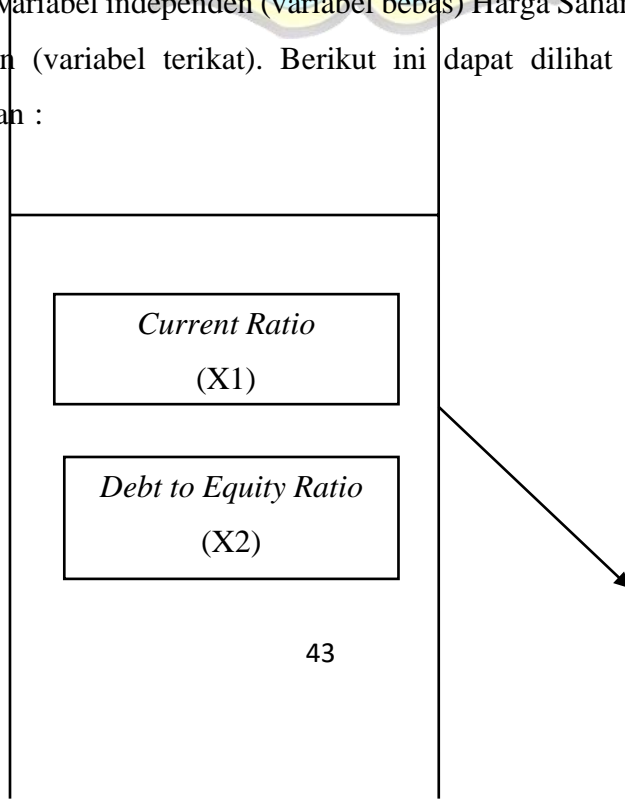 variabel independen (variabel bebas) Harga
(variabel terikat). Berikut ini dapat dilihat
:
Current Ratio
(X1)
Debt to Equity Ratio
(X2)
43